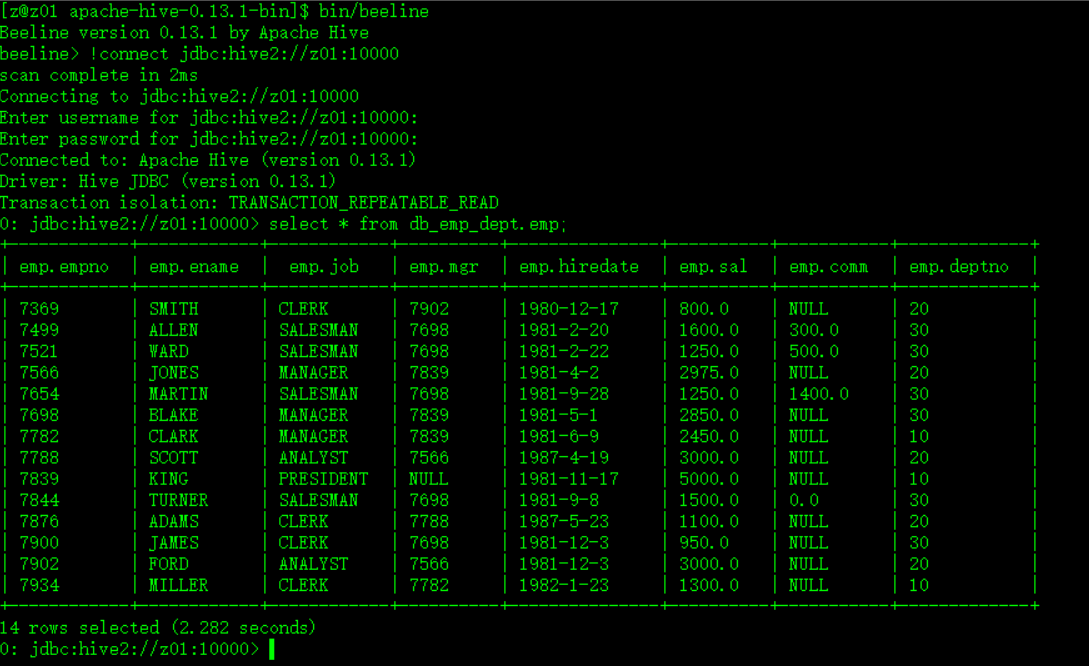 [z@z01 apache-hive-0.13.1-bin]$ bin/beeline
Beeline version 0.13.1 by Apache Hive
beeline> !connect jdbc:hive2://z01:10000
scan complete in 2ms
Connecting to jdbc:hive2://z01:10000
Enter username for jdbc:hive2://z01:10000:
Enter password for jdbc:hive2://z01:10000:
Connected to: Apache Hive (version 0.13.1)
Driver: Hive JDBC (version 0.13.1)
Transaction isolation: TRANSACTION_REPEATABLE_READ
0: jdbc:hive2://z01:10000> select * from db_emp_dept.emp;
+------------+------------+------------+----------+---------------+----------+-----------+-------------+
| emp.empno | emp.ename | emp.job | emp.mgr | emp.hiredate | emp.sal | emp.comm | emp.deptno |
+------------+------------+------------+----------+---------------+----------+-----------+-------------+
| 7369 | SMITH | CLERK | 7902 | 1980-12-17 | 800.0 | NULL | 20 |
| 7499 | ALLEN | SALESMAN | 7698 | 1981-2-20 | 1600.0 | 300.0 | 30 |
| 7521 | WARD | SALESMAN | 7698 | 1981-2-22 | 1250.0 | 500.0 | 30 |
| 7566 | JONES | MANAGER | 7839 | 1981-4-2 | 2975.0 | NULL | 20 |
| 7654 | MARTIN | SALESMAN | 7698 | 1981-9-28 | 1250.0 | 1400.0 | 30 |
| 7698 | BLAKE | MANAGER | 7839 | 1981-5-1 | 2850.0 | NULL | 30 |
| 7782 | CLARK | MANAGER | 7839 | 1981-6-9 | 2450.0 | NULL | 10 |
| 7788 | SCOTT | ANALYST | 7566 | 1987-4-19 | 3000.0 | NULL | 20 |
| 7839 | KING | PRESIDENT | NULL | 1981-11-17 | 5000.0 | NULL | 10 |
| 7844 | TURNER | SALESMAN | 7698 | 1981-9-8 | 1500.0 | 0.0 | 30 |
| 7876 | ADAMS | CLERK | 7788 | 1987-5-23 | 1100.0 | NULL | 20 |
| 7900 | JAMES | CLERK | 7698 | 1981-12-3 | 950.0 | NULL | 30 |
| 7902 | FORD | ANALYST | 7566 | 1981-12-3 | 3000.0 | NULL | 20 |
| 7934 | MILLER | CLERK | 7782 | 1982-1-23 | 1300.0 | NULL | 10 |
+------------+------------+------------+----------+---------------+----------+-----------+-------------+
14 rows selected (2.282 seconds)
0: jdbc:hive2://z01:10000>